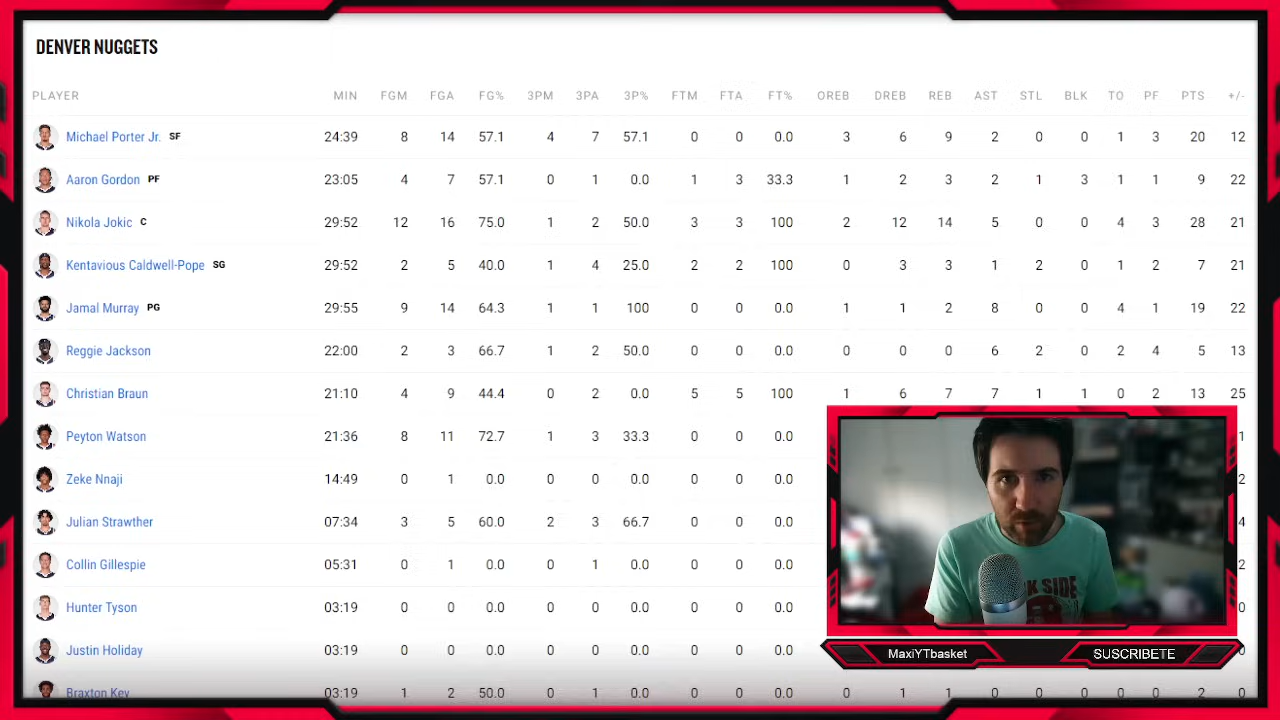 DENVER NUGGETS
PLAYER MIN FGM FGA FG% 3PM 3PA 3P% FTM FTA FT% OREB DREB REB AST STL BLK TO PF PTS +/-
Michael Porter Jr. SF 24:39 8 14 57.1 4 7 57.1 0 0 0.0 3 6 9 2 0 0 1 3 20 12
Aaron Gordon PF 23:05 4 7 57.1 0 1 0.0 1 3 33.3 1 2 3 2 1 3 1 1 9 22
Nikola Jokic C 29:52 12 16 75.0 1 2 50.0 3 3 100 2 12 14 5 0 0 4 3 28 21
Kentavious Caldwell-Pope SG 29:52 2 5 40.0 1 4 25.0 2 2 100 0 3 3 1 2 0 1 2 7 21
Jamal Murray PG 29:55 9 14 64.3 1 1 100 0 0 0.0 1 1 2 8 0 0 4 1 19 22
Reggie Jackson 22:00 2 3 66.7 1 2 50.0 0 0 0.0 0 0 0 6 2 0 2 4 5 13
Christian Braun 21:10 4 9 44.4 0 2 0.0 5 5 100 1 6 7 7 1 1 0 2 13 25
Peyton Watson 21:36 8 11 72.7 1 3 33.3 0 0 0.0 1
Zeke Nnaji 14:49 0 1 0.0 0 0 0.0 0 0 0.0 2
Julian Strawther 07:34 3 5 60.0 2 3 66.7 0 0 0.0 4
Collin Gillespie 05:31 0 1 0.0 0 1 0.0 0 0 0.0 2
Hunter Tyson 03:19 0 0 0.0 0 0 0.0 0 0 0.0 0
Justin Holiday 03:19 0 0 0.0 0 0 0.0 0 0 0.0
Braxton Key 03:19 1 2 50.0 0 1 0.0 0 0 0.0 0 1 1 0 0 0 0 0 2 0
MaxiYTbasket SUSCRIBETE